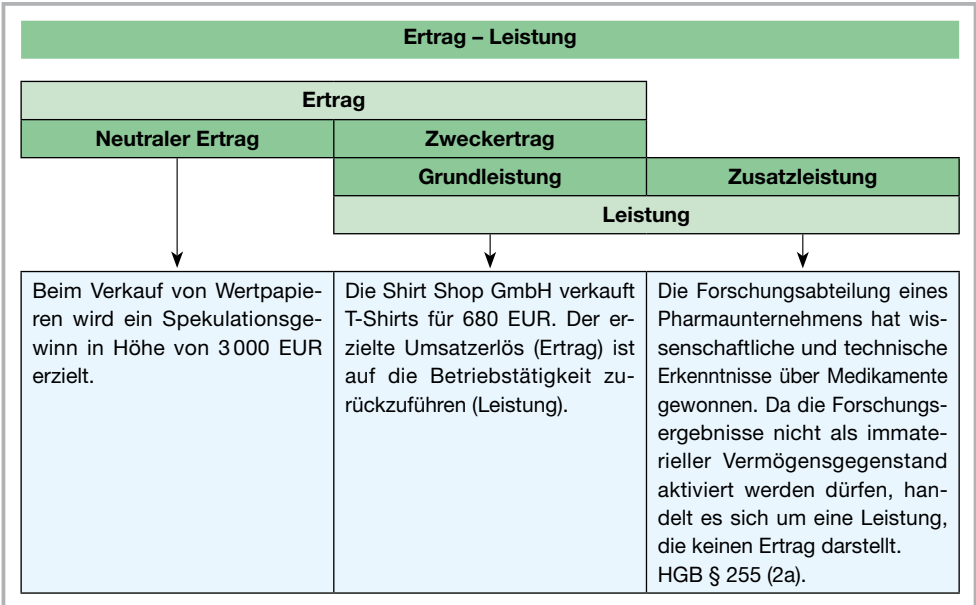 Ertrag – Leistung
Ertrag
Neutraler Ertrag
Zweckertrag
Grundleistung
Zusatzleistung
Leistung
Beim Verkauf von Wertpapie-
ren wird ein Spekulationsge-
winn in Höhe von 3 000 EUR
erzielt.
Die Shirt Shop GmbH verkauft
T-Shirts für 680 EUR. Der er-
zielte Umsatzerlös (Ertrag) ist
auf die Betriebstätigkeit zu-
rückzuführen (Leistung).
Die Forschungsabteilung eines
Pharmaunternehmens hat wis-
senschaftliche und technische
Erkenntnisse über Medikamente
gewonnen. Da die Forschungs-
ergebnisse nicht als immate-
rieller Vermögensgegenstand
aktiviert werden dürfen, han-
delt es sich um eine Leistung,
die keinen Ertrag darstellt.
HGB § 255 (2a).